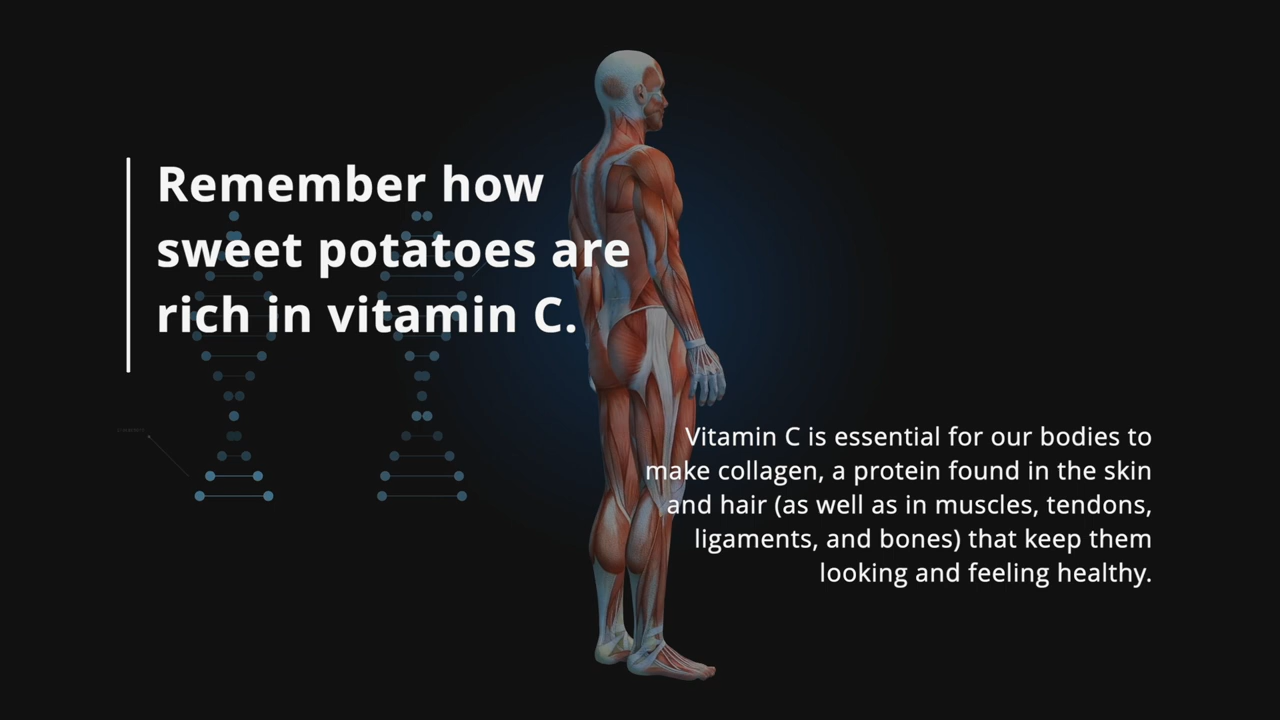 Remember how
sweet potatoes are
rich in vitamin C.
Vitamin C is essential for our bodies to
make collagen, a protein found in the skin
and hair (as well as in muscles, tendons,
ligaments, and bones) that keep them
looking and feeling healthy.